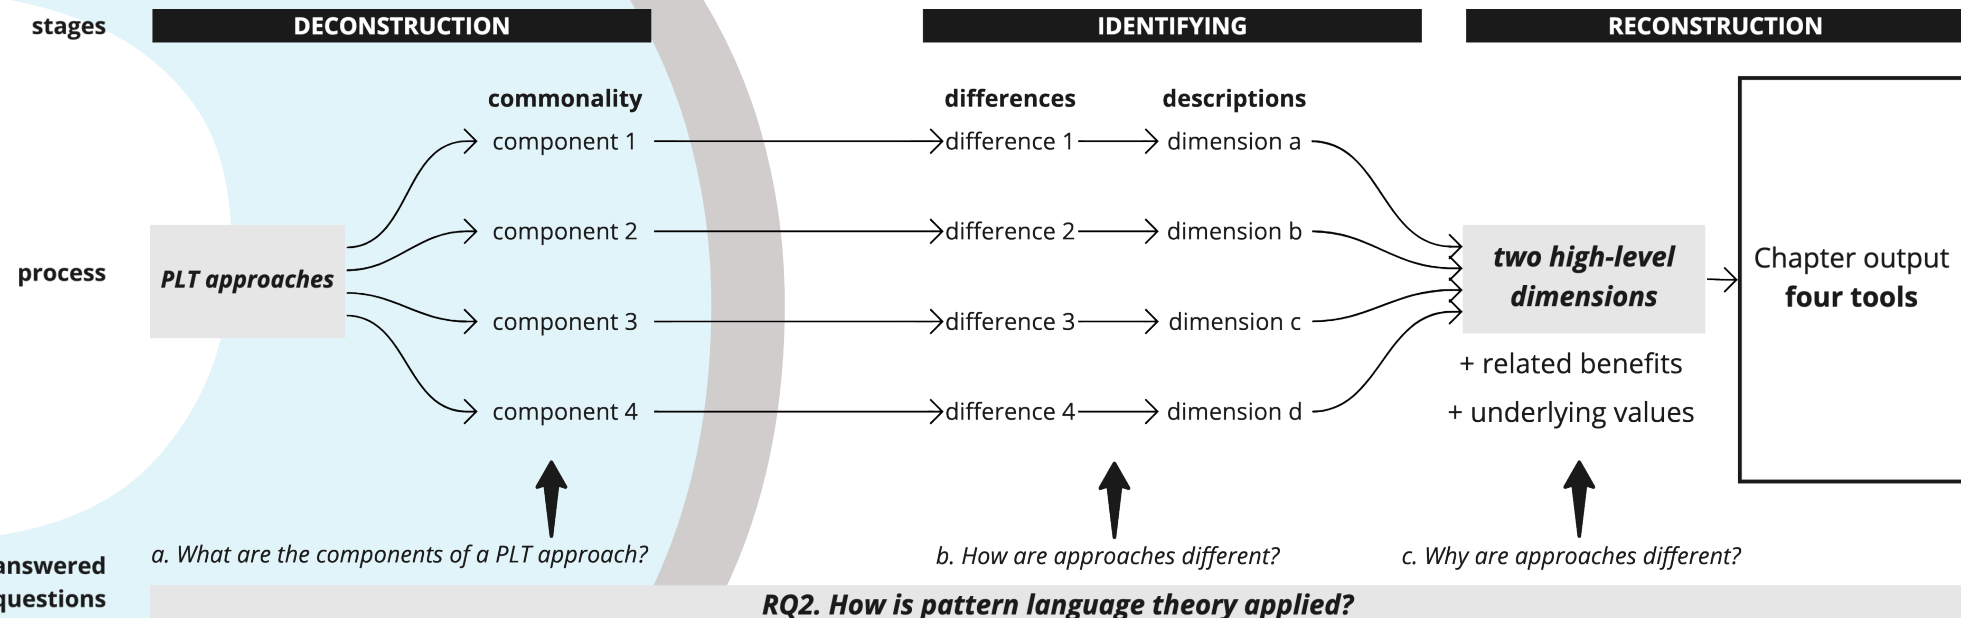 stages
DECONSTRUCTION
IDENTIFYING
RECONSTRUCTION
commonality
differences
descriptions
component 1
difference 1
dimension a
component 2
difference 2
dimension b
process
PLT approaches
two high-level
dimensions
Chapter output
four tools
component 3
difference 3
dimension c
+ related benefits
component 4
difference 4
dimension d
+ underlying values
answered
questions
a. What are the components of a PLT approach?
b. How are approaches different?
c. Why are approaches different?
RQ2. How is pattern language theory applied?